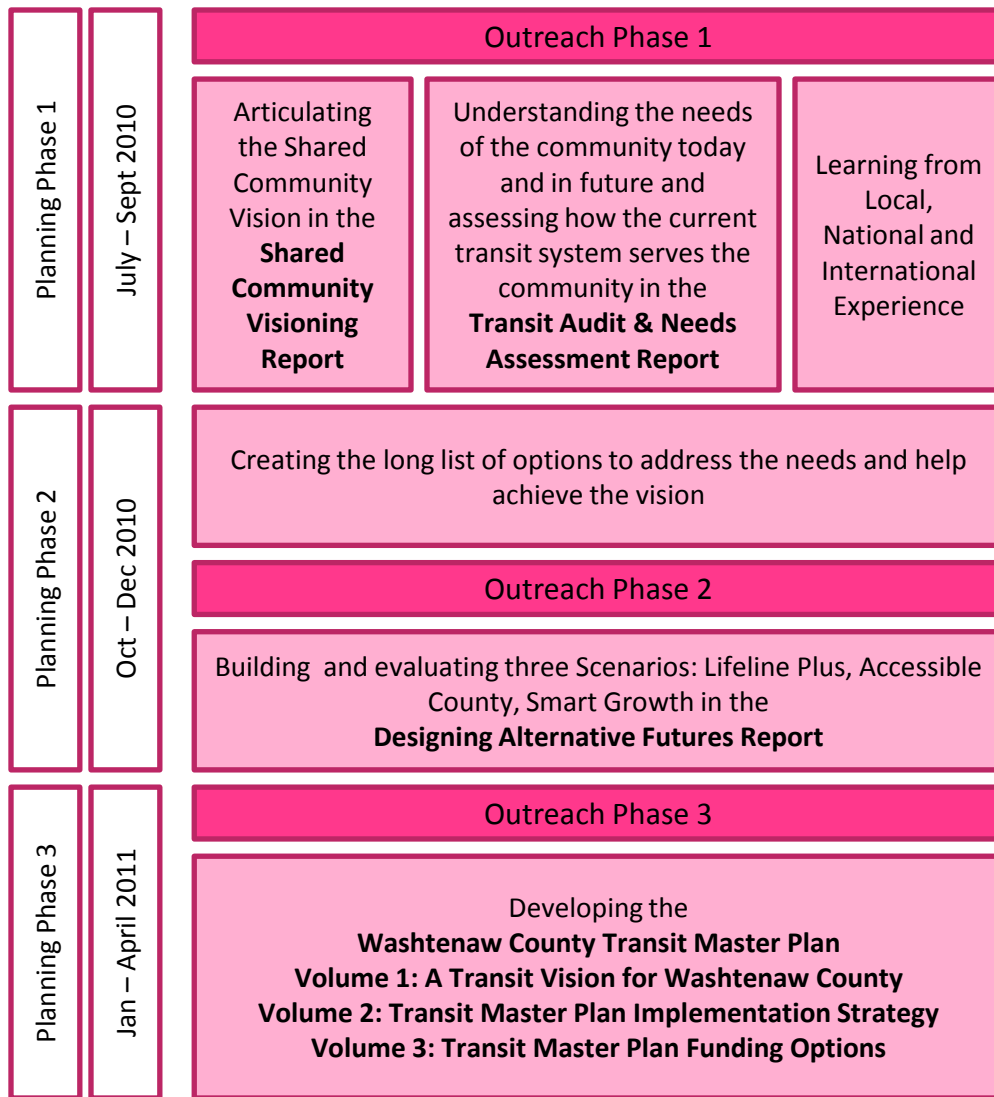 Planning Phase 1
July – Sept 2010
Outreach Phase 1
Articulating
the Shared
Community
Vision in the
Shared
Community
Visioning
Report
Understanding the needs
of the community today
and in future and
assessing how the current
transit system serves the
community in the
Transit Audit & Needs
Assessment Report
Learning from
Local,
National and
International
Experience
Planning Phase 2
Oct – Dec 2010
Creating the long list of options to address the needs and help
achieve the vision
Outreach Phase 2
Building and evaluating three Scenarios: Lifeline Plus, Accessible
County, Smart Growth in the
Designing Alternative Futures Report
Planning Phase 3
Jan – April 2011
Outreach Phase 3
Developing the
Washtenaw County Transit Master Plan
Volume 1: A Transit Vision for Washtenaw County
Volume 2: Transit Master Plan Implementation Strategy
Volume 3: Transit Master Plan Funding Options